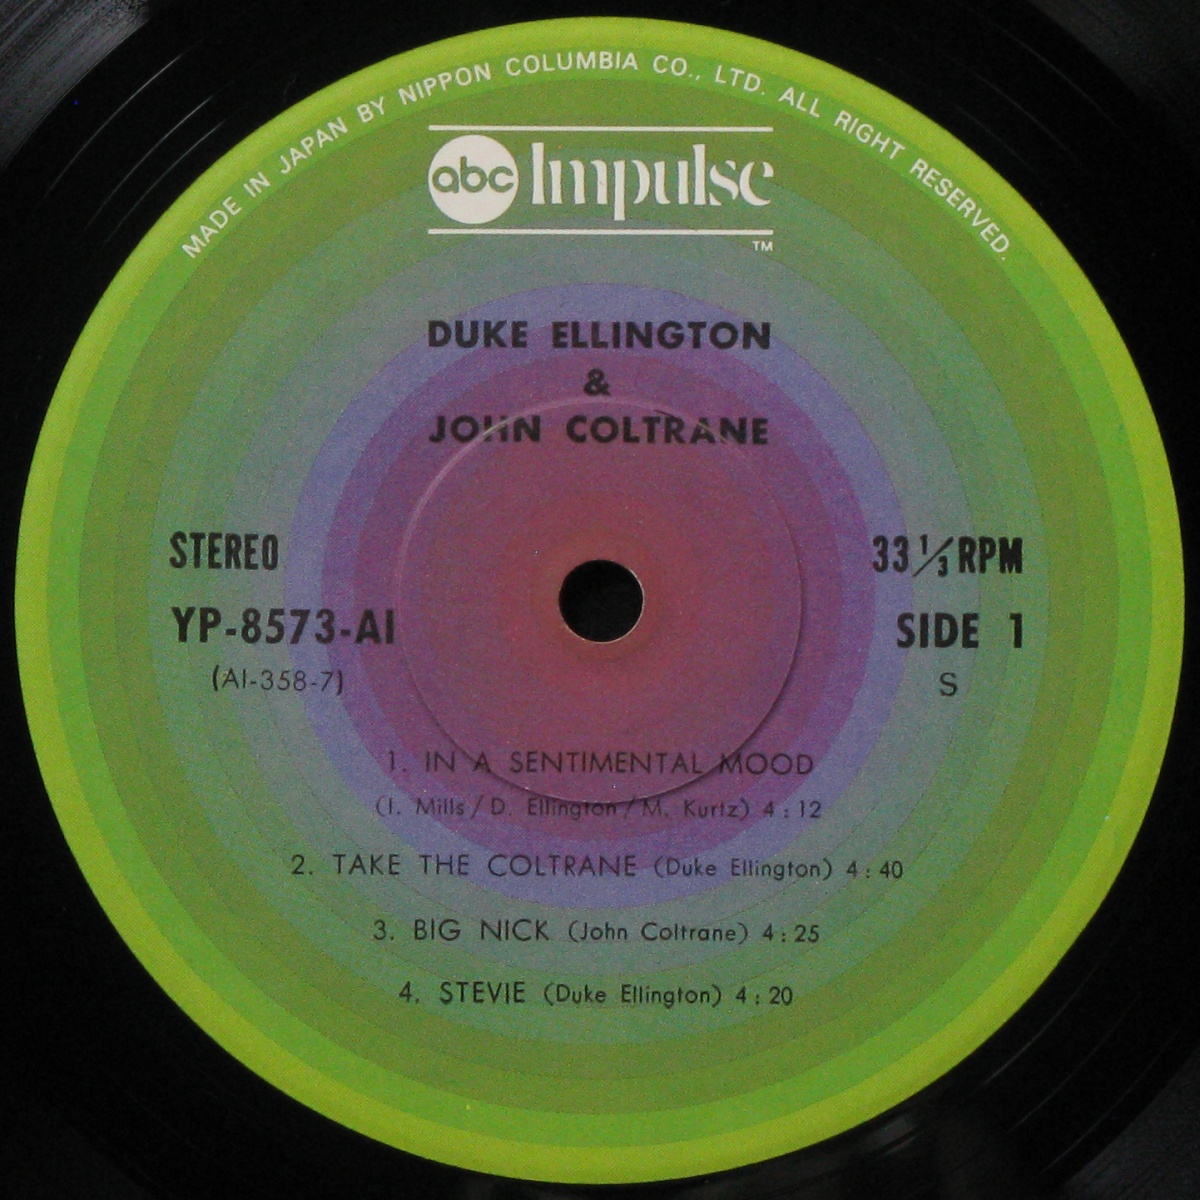 MADE IN JAPAN BY NIPPON COLUMBIA CO., LTD. ALL RIGHT RESERVED.
abc Impulse
TM
DUKE ELLINGTON
&
JOHN COLTRANE
STEREO
33 1/3 RPM
YP-8573-AI
SIDE 1
(AI-358-7)
S
1. IN A SENTIMENTAL MOOD
(I. Mills / D. Ellington / M. Kurtz) 4 : 12
2. TAKE THE COLTRANE (Duke Ellington) 4 : 40
3. BIG NICK (John Coltrane) 4 : 25
4. STEVIE (Duke Ellington) 4 : 20